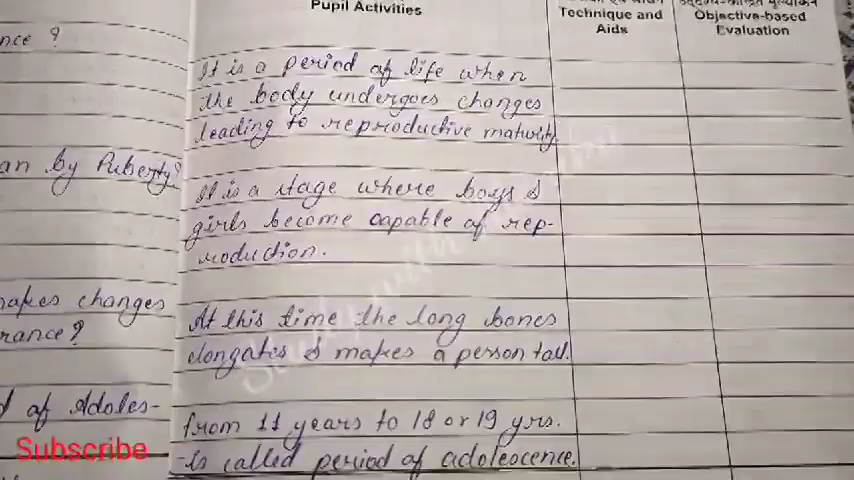 Pupil Activities
Technique and
Aids
Objective-based
Evaluation
nce ?
It is a period of life when
the body undergoes changes
leading to reproductive maturity.
an by Puberty?
It is a stage where boys &
girls become capable of rep-
roduction.
akes changes
rance?
At this time the long bones
elongates & makes a person tall.
of Adoles-
from 11 years to 18 or 19 yrs.
is called period of adolescence.
Subscribe
Study with